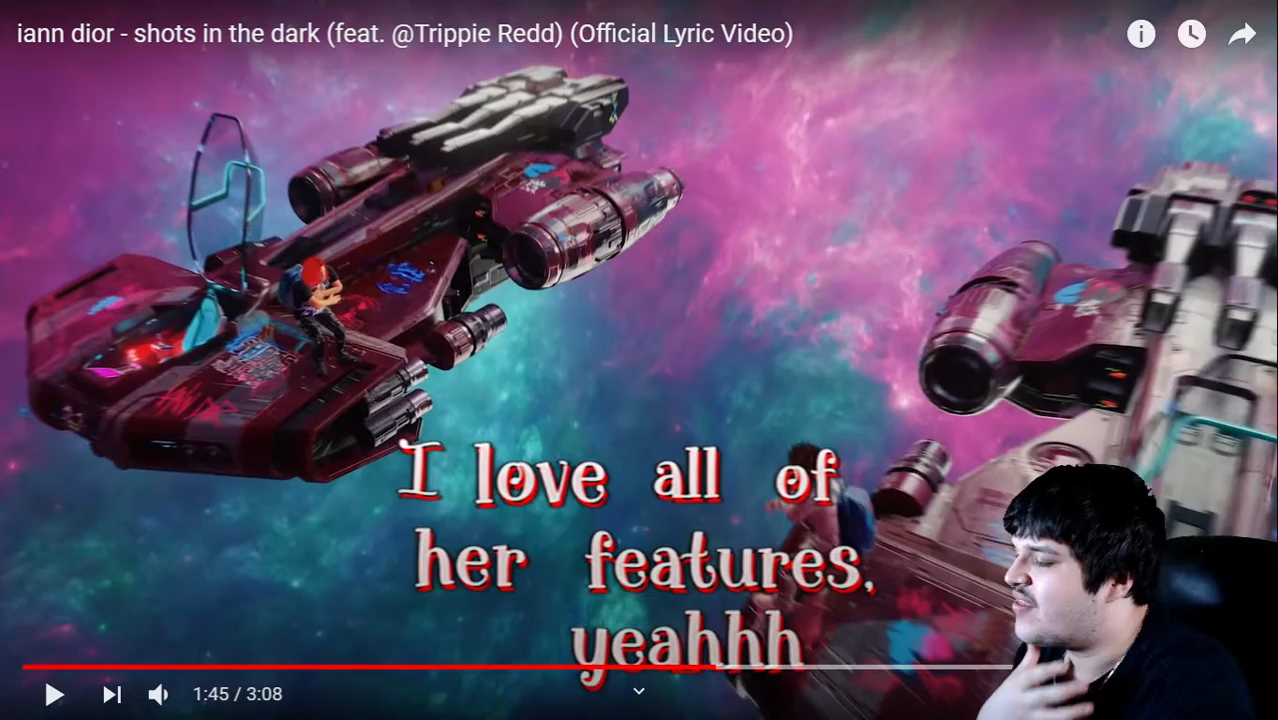 iann dior - shots in the dark (feat. @Trippie Redd) (Official Lyric Video)
I love all of
her features,
yeahhh
1:45 / 3:08